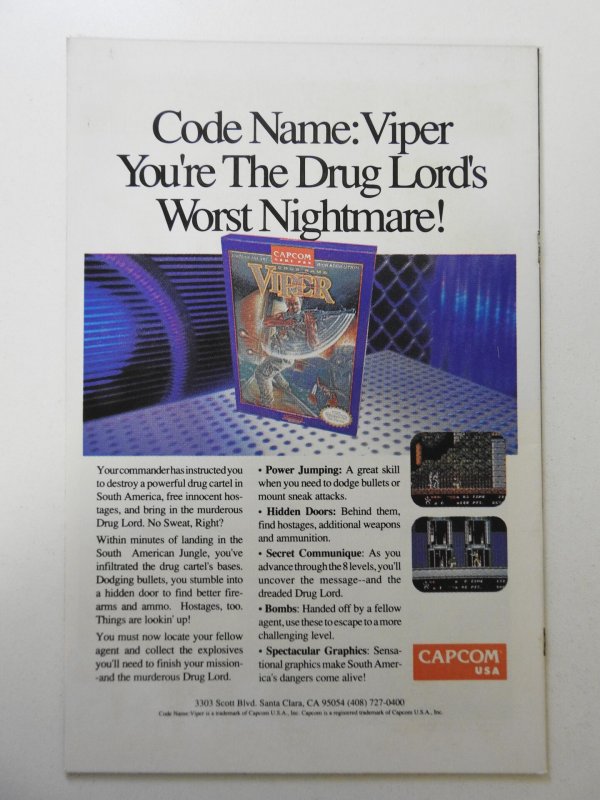 Code Name: Viper
You're The Drug Lord's
Worst Nightmare!
CAPCOM
CODE NAME
VIPER
Your commander has instructed you
to destroy a powerful drug cartel in
South America, free innocent hos-
tages, and bring in the murderous
Drug Lord. No Sweat, Right?
Within minutes of landing in the
South American Jungle, you've
infiltrated the drug cartel's bases.
Dodging bullets, you stumble into
a hidden door to find better fire-
arms and ammo. Hostages, too.
Things are lookin' up!
You must now locate your fellow
agent and collect the explosives
you'll need to finish your mission-
-and the murderous Drug Lord.
• Power Jumping: A great skill
when you need to dodge bullets or
mount sneak attacks.
• Hidden Doors: Behind them,
find hostages, additional weapons
and ammunition.
• Secret Communique: As you
advance through the 8 levels, you'll
uncover the message--and the
dreaded Drug Lord.
• Bombs: Handed off by a fellow
agent, use these to escape to a more
challenging level.
• Spectacular Graphics: Sensa-
tional graphics make South Amer-
ica's dangers come alive!
CAPCOM
USA
3303 Scott Blvd. Santa Clara, CA 95054 (408) 727-0400
Code Name: Viper is a trademark of Capcom U.S.A., Inc. Capcom is a registered trademark of Capcom U.S.A., Inc.